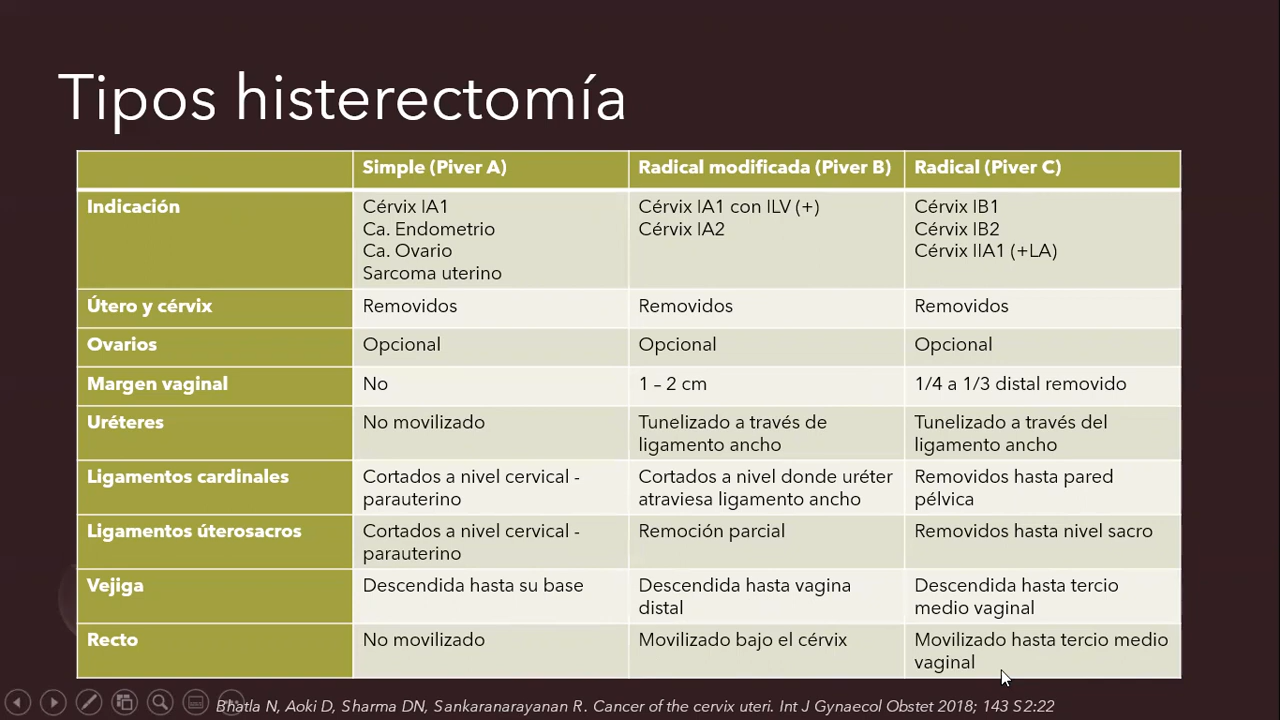 Tipos histerectomía
Simple (Piver A)
Radical modificada (Piver B)
Radical (Piver C)
Indicación
Cérvix IA1
Ca. Endometrio
Ca. Ovario
Sarcoma uterino
Cérvix IA1 con ILV (+)
Cérvix IA2
Cérvix IB1
Cérvix IB2
Cérvix IIA1 (+LA)
Útero y cérvix
Removidos
Removidos
Removidos
Ovarios
Opcional
Opcional
Opcional
Margen vaginal
No
1 – 2 cm
1/4 a 1/3 distal removido
Uréteres
No movilizado
Tunelizado a través de
ligamento ancho
Tunelizado a través del
ligamento ancho
Ligamentos cardinales
Cortados a nivel cervical -
parauterino
Cortados a nivel donde uréter
atraviesa ligamento ancho
Removidos hasta pared
pélvica
Ligamentos úterosacros
Cortados a nivel cervical -
parauterino
Remoción parcial
Removidos hasta nivel sacro
Vejiga
Descendida hasta su base
Descendida hasta vagina
distal
Descendida hasta tercio
medio vaginal
Recto
No movilizado
Movilizado bajo el cérvix
Movilizado hasta tercio medio
vaginal
Bhatla N, Aoki D, Sharma DN, Sankaranarayanan R. Cancer of the cervix uteri. Int J Gynaecol Obstet 2018; 143 S2:22